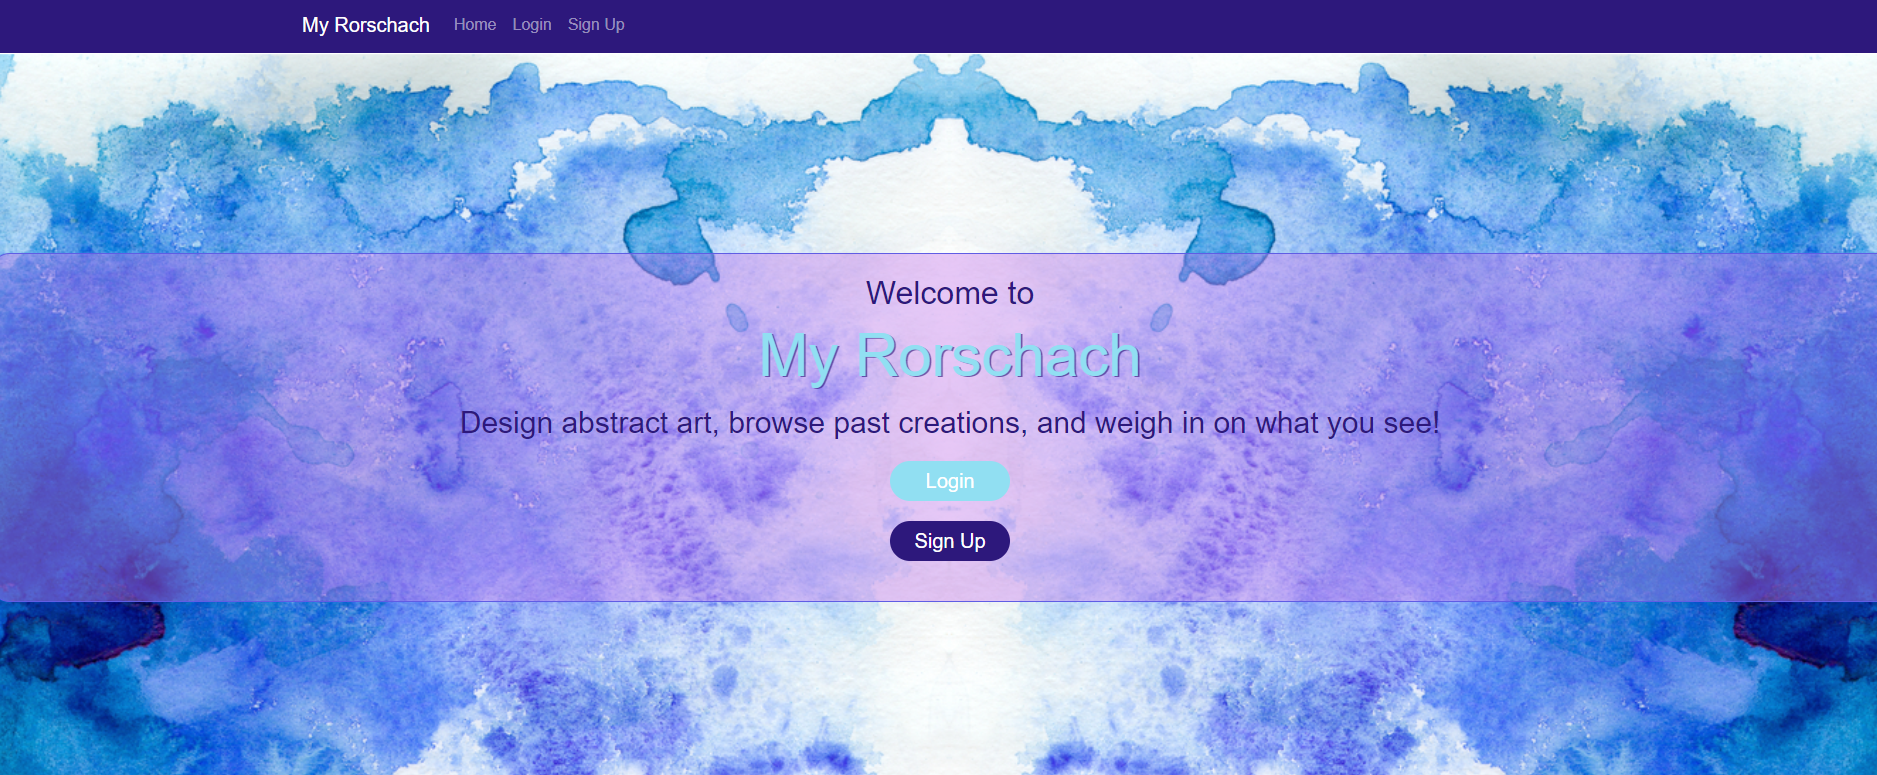 My Rorschach Home Login Sign Up
Welcome to
My Rorschach
Design abstract art, browse past creations, and weigh in on what you see!
Login
Sign Up